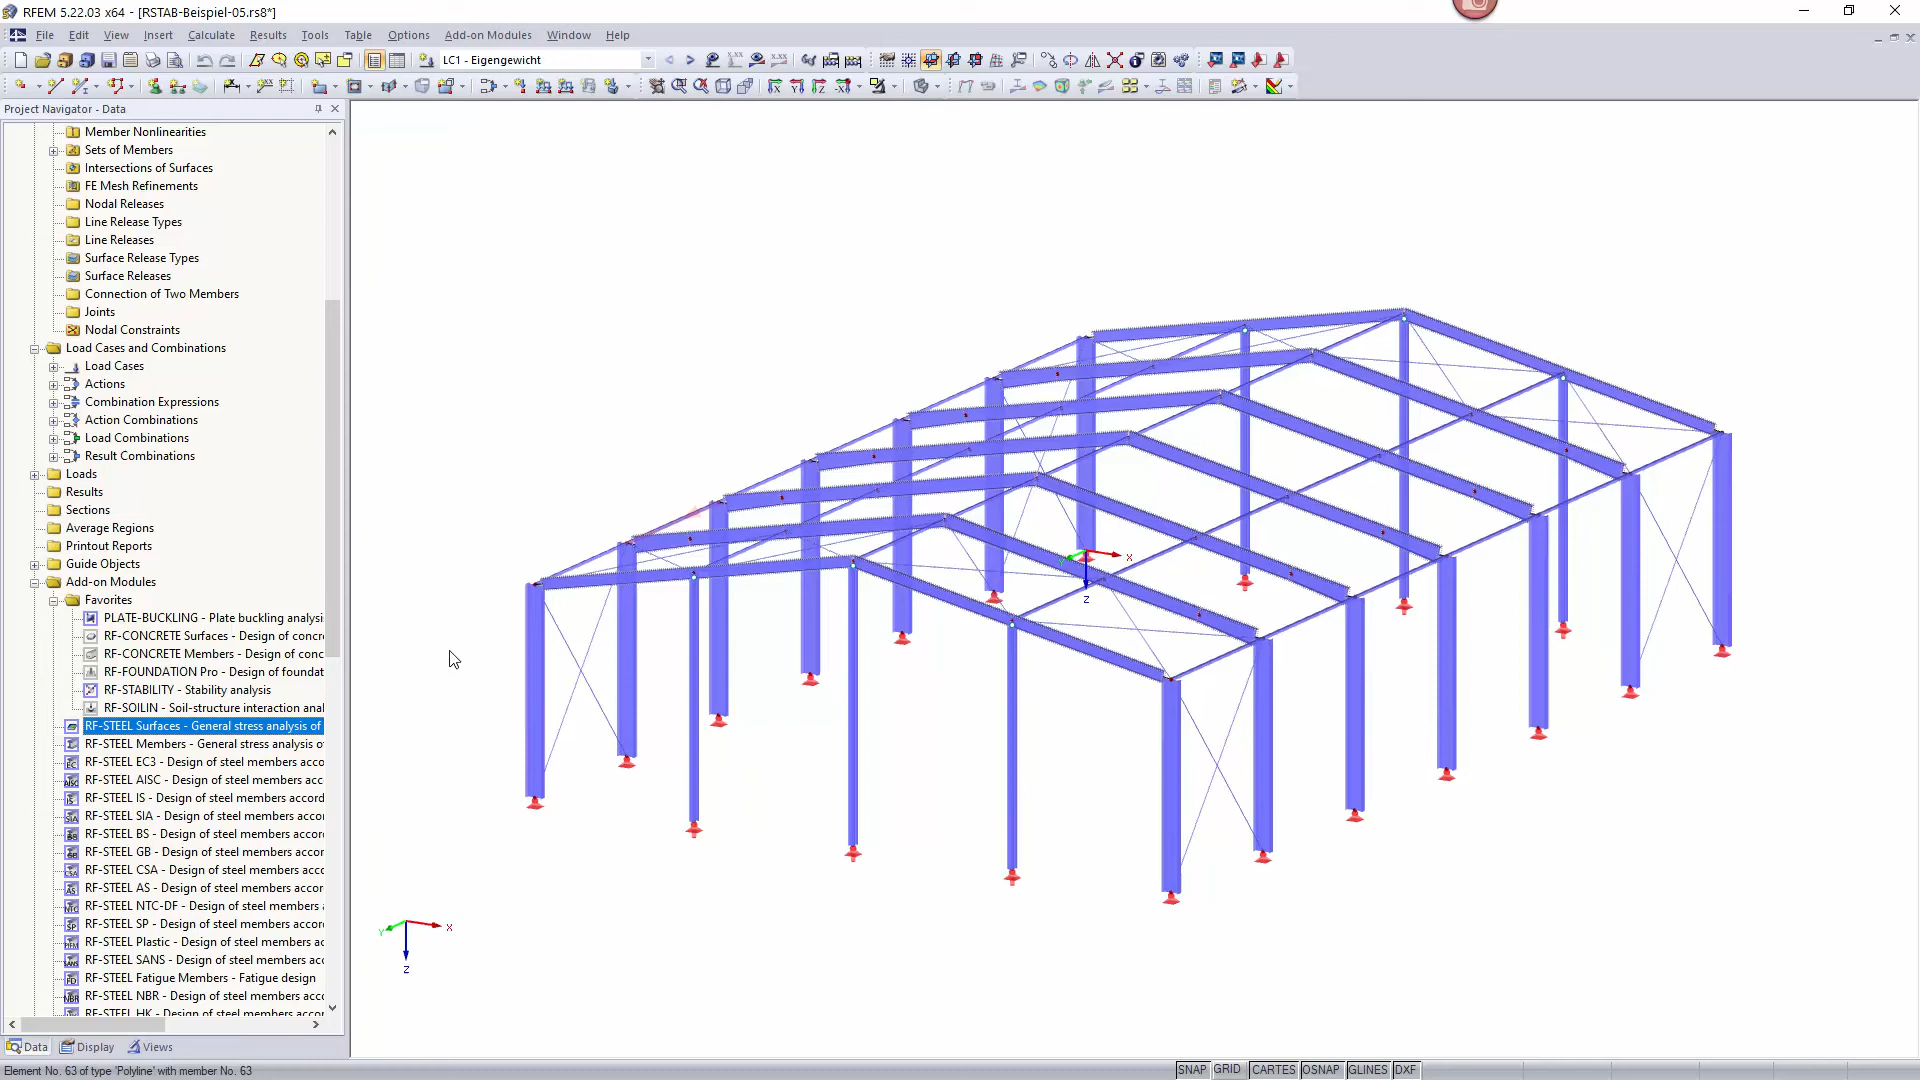 RFEM 5.22.03 x64 - [RSTAB-Beispiel-05.rs8*]
File Edit View Insert Calculate Results Tools Table Options Add-on Modules Window Help
LC1 - Eigengewicht
Project Navigator - Data
Member Nonlinearities
Sets of Members
Intersections of Surfaces
FE Mesh Refinements
Nodal Releases
Line Release Types
Line Releases
Surface Release Types
Surface Releases
Connection of Two Members
Joints
Nodal Constraints
Load Cases and Combinations
Load Cases
Actions
Combination Expressions
Action Combinations
Load Combinations
Result Combinations
Loads
Results
Sections
Average Regions
Printout Reports
Guide Objects
Add-on Modules
Favorites
PLATE-BUCKLING - Plate buckling analysis
RF-CONCRETE Surfaces - Design of concre
RF-CONCRETE Members - Design of conc
RF-FOUNDATION Pro - Design of foundat
RF-STABILITY - Stability analysis
RF-SOILIN - Soil-structure interaction anal
RF-STEEL Surfaces - General stress analysis of
RF-STEEL Members - General stress analysis of
RF-STEEL EC3 - Design of steel members acco
RF-STEEL AISC - Design of steel members acc
RF-STEEL IS - Design of steel members accord
RF-STEEL SIA - Design of steel members accor
RF-STEEL BS - Design of steel members accor
RF-STEEL GB - Design of steel members accor
RF-STEEL CSA - Design of steel members acco
RF-STEEL AS - Design of steel members accor
RF-STEEL NTC-DF - Design of steel members a
RF-STEEL SP - Design of steel members accor
RF-STEEL Plastic - Design of steel members ac
RF-STEEL SANS - Design of steel members acc
RF-STEEL Fatigue Members - Fatigue design
RF-STEEL NBR - Design of steel members acco
RF-STEEL HK - Design of steel members acco
Data Display Views
X
Y
Z
X
Y
Z
Element No. 63 of type 'Polyline' with member No. 63
SNAP GRID CARTES OSNAP GLINES DXF